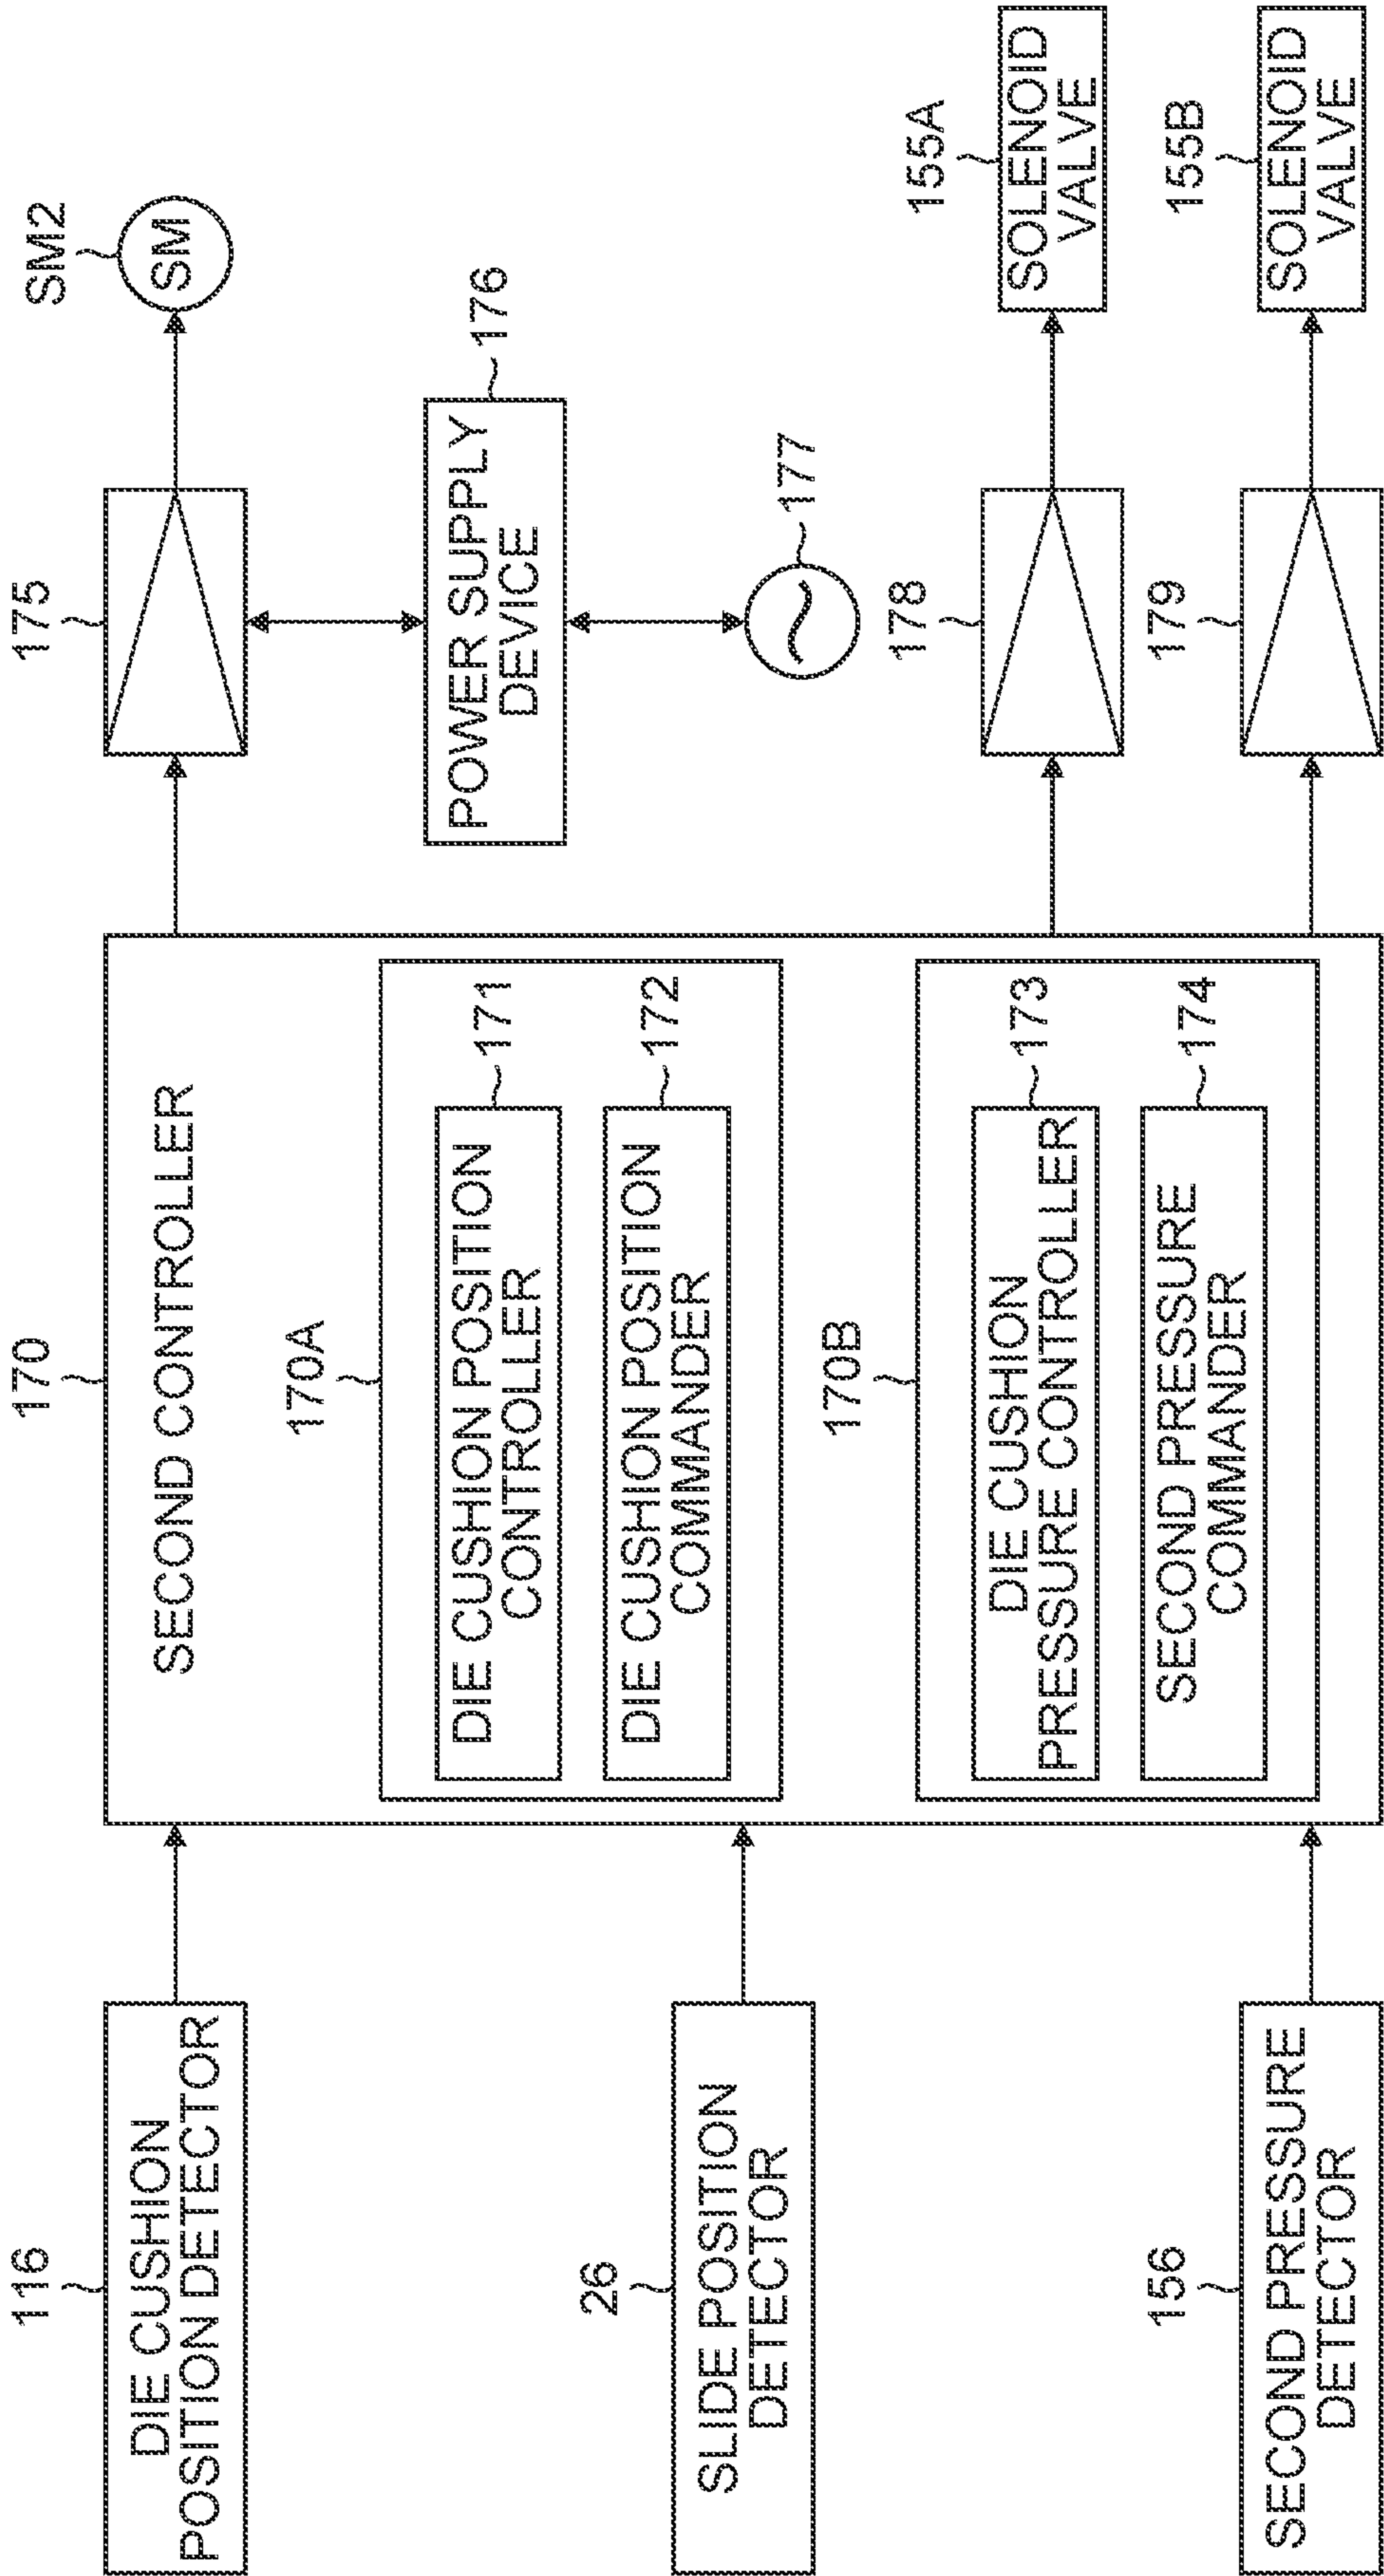 116
DIE CUSHION
POSITION DETECTOR
26
SLIDE POSITION
DETECTOR
156
SECOND PRESSURE
DETECTOR
170
SECOND CONTROLLER
170A
DIE CUSHION POSITION
CONTROLLER
171
DIE CUSHION POSITION
COMMANDER
172
170B
DIE CUSHION
PRESSURE CONTROLLER
173
SECOND PRESSURE
COMMANDER
174
175
SM2
SM
POWER SUPPLY
DEVICE
176
177
178
155A
SOLENOID
VALVE
179
155B
SOLENOID
VALVE